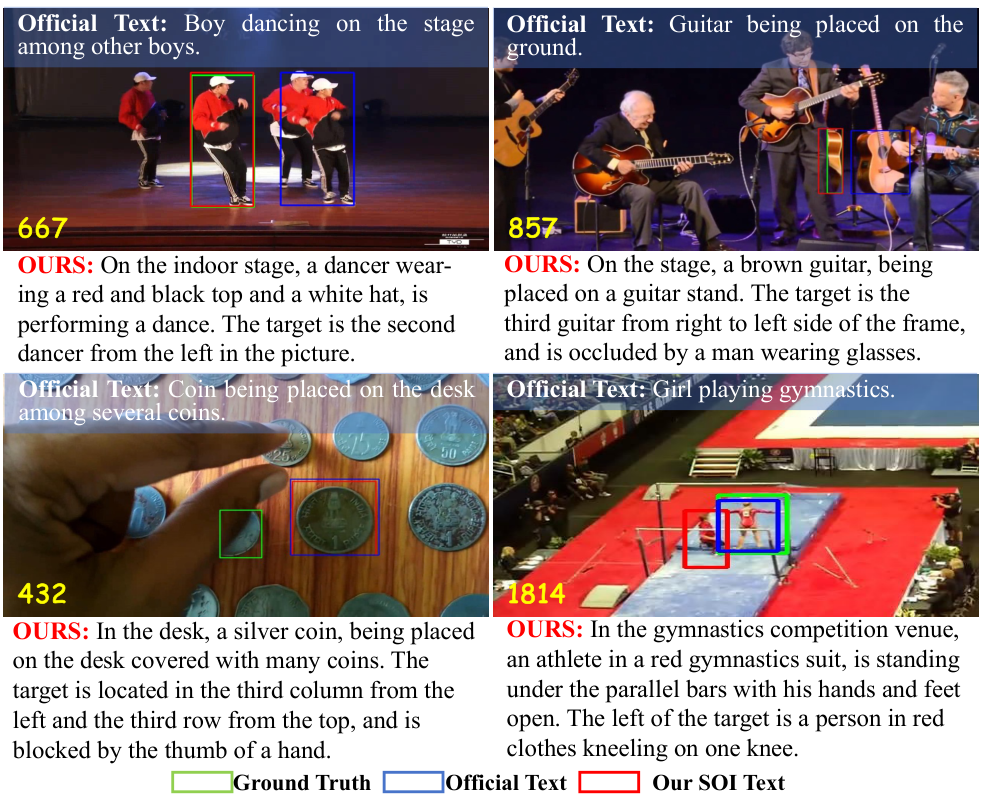 Official Text: Boy dancing on the stage
among other boys.
667
OURS: On the indoor stage, a dancer wear-
ing a red and black top and a white hat, is
performing a dance. The target is the second
dancer from the left in the picture.
Official Text: Guitar being placed on the
ground.
857
OURS: On the stage, a brown guitar, being
placed on a guitar stand. The target is the
third guitar from right to left side of the frame,
and is occluded by a man wearing glasses.
Official Text: Coin being placed on the desk
among several coins.
25
75
50
1
432
OURS: In the desk, a silver coin, being placed
on the desk covered with many coins. The
target is located in the third column from the
left and the third row from the top, and is
blocked by the thumb of a hand.
Official Text: Girl playing gymnastics.
1814
OURS: In the gymnastics competition venue,
an athlete in a red gymnastics suit, is standing
under the parallel bars with his hands and feet
open. The left of the target is a person in red
clothes kneeling on one knee.
Ground Truth
Official Text
Our SOI Text